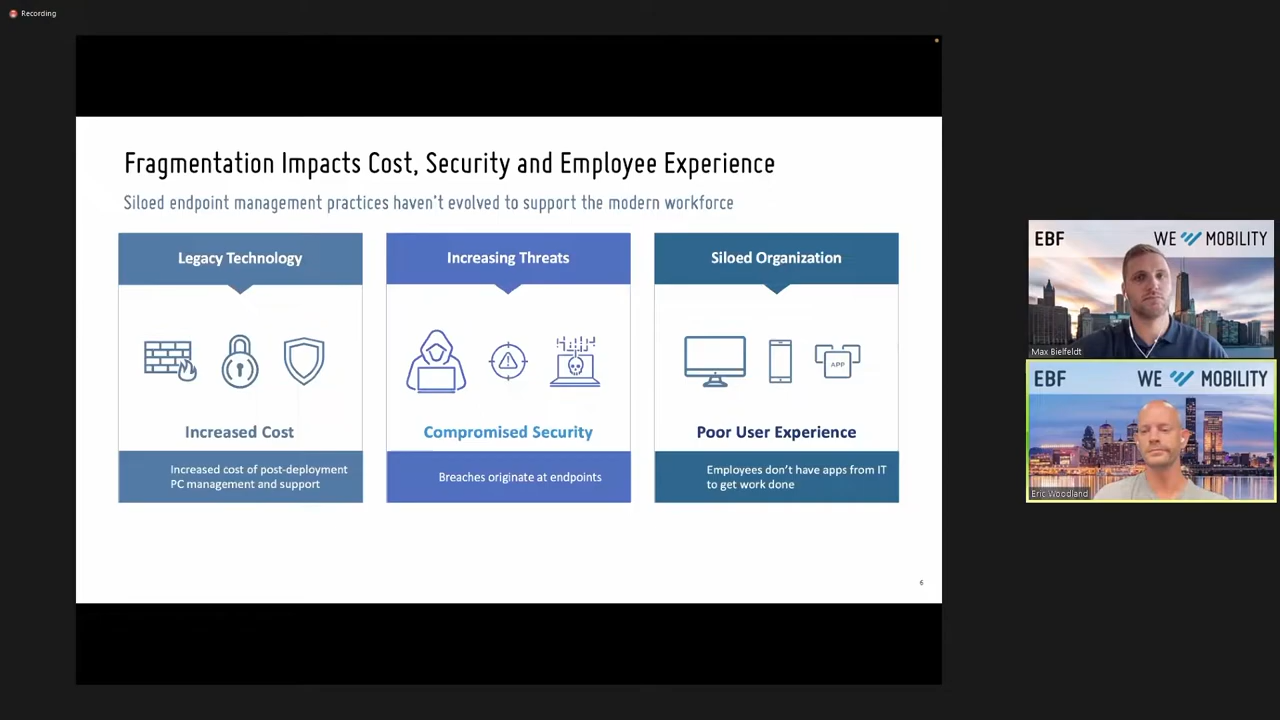 Recording
Fragmentation Impacts Cost, Security and Employee Experience
Siloed endpoint management practices haven't evolved to support the modern workforce
Legacy Technology
Increased Cost
Increased cost of post-deployment
PC management and support
Increasing Threats
Compromised Security
Breaches originate at endpoints
Siloed Organization
APP
Poor User Experience
Employees don't have apps from IT
to get work done
6
EBF
WE MOBILITY
Max Bielfeldt
EBF
WE MOBILITY
Eric Woodland